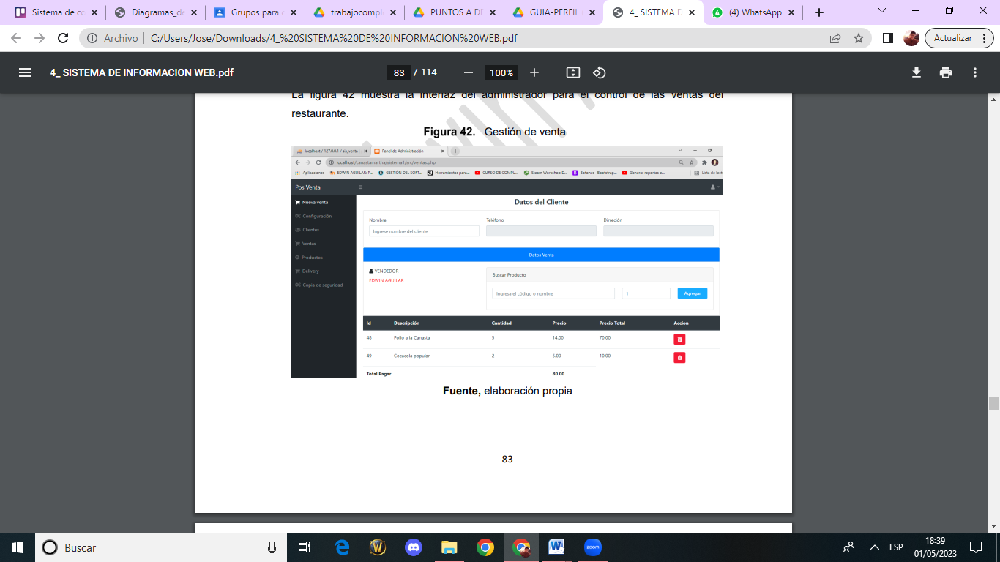 Sistema de co
Diagramas_de
Grupos para c
trabajocompl
PUNTOS A DE
GUIA-PERFIL
4_ SISTEMA D
(4) WhatsApp
Archivo
C:/Users/Jose/Downloads/4_%20SISTEMA%20DE%20INFORMACION%20WEB.pdf
Actualizar
4_ SISTEMA DE INFORMACION WEB.pdf
83 / 114
100%
La figura 42 muestra la interfaz del administrador para el control de las ventas del
restaurante.
Figura 42. Gestión de venta
localhost / 127.0.0.1 / sis_venta |
Panel de Administración
localhost/canastamartha/sistema1/src/ventas.php
Aplicaciones
EDWIN AGUILAR: P...
GESTIÓN DEL SOFT...
Herramientas para...
CURSO DE COMPU...
Steam Workshop D...
Botones · Bootstrap...
Generar reportes e...
Lista de lectu
Pos Venta
Nueva venta
Configuración
Clientes
Ventas
Productos
Delivery
Copia de seguridad
Datos del Cliente
Nombre
Teléfono
Dirreción
ingrese nombre del cliente
Datos Venta
VENDEDOR
EDWIN AGUILAR
Buscar Producto
Ingresa el código o nombre
1
Agregar
Id Descripción Cantidad Precio Precio Total Accion
48 Pollo a la Canasta 5 14.00 70.00
49 Cocacola popular 2 5.00 10.00
Total Pagar 80.00
Fuente, elaboración propia
83
Buscar
zoom
ESP
18:39
01/05/2023